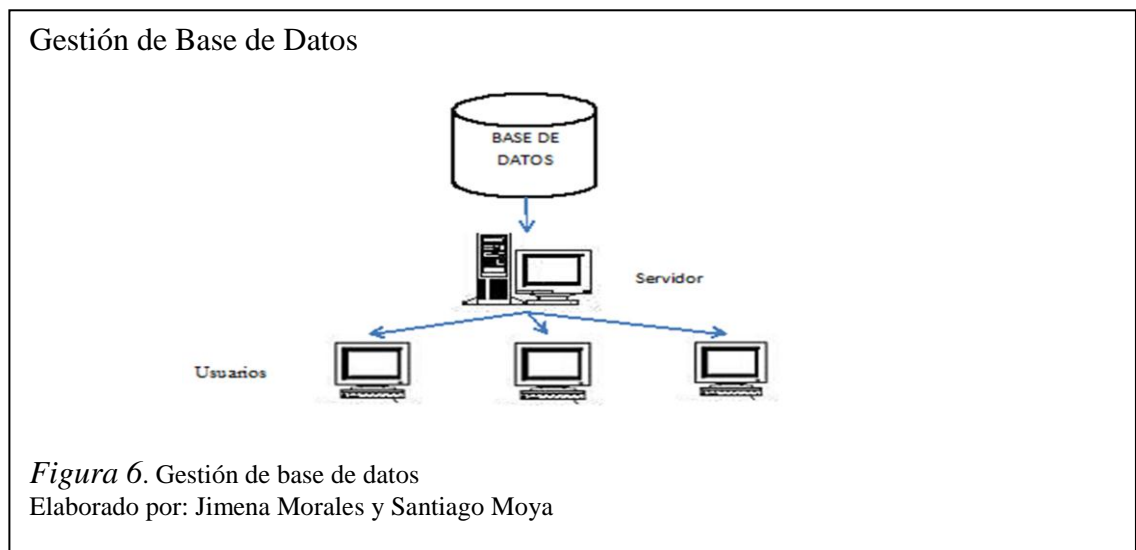 Gestión de Base de Datos
BASE DE
DATOS
Servidor
Usuarios
Figura 6. Gestión de base de datos
Elaborado por: Jimena Morales y Santiago Moya